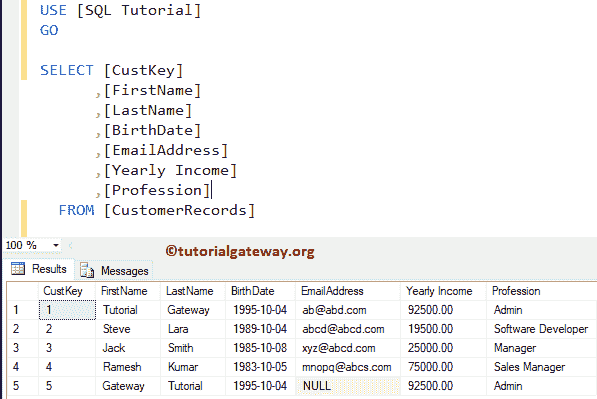 USE [SQL Tutorial]
GO
SELECT [CustKey]
,[FirstName]
,[LastName]
,[BirthDate]
,[EmailAddress]
,[Yearly Income]
,[Profession]
FROM [CustomerRecords]
100 %
©tutorialgateway.org
Results Messages
CustKey FirstName LastName BirthDate EmailAddress Yearly Income Profession
1 1 Tutorial Gateway 1995-10-04 ab@abd.com 92500.00 Admin
2 2 Steve Lara 1989-10-04 abcd@abcd.com 19500.00 Software Developer
3 3 Jack Smith 1985-10-08 xyz@abcd.com 25000.00 Manager
4 4 Ramesh Kumar 1983-10-05 mnopq@abcs.com 75000.00 Sales Manager
5 5 Gateway Tutorial 1995-10-04 NULL 92500.00 Admin